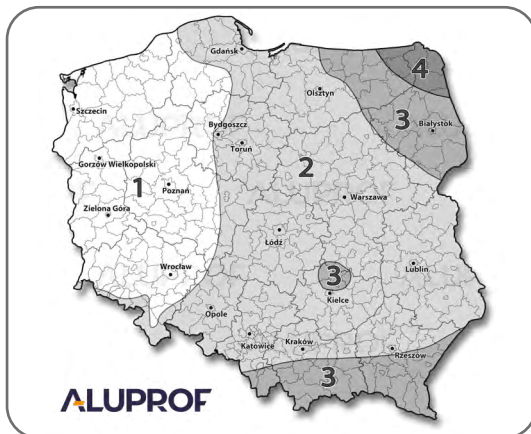 Gdańsk
4
Olsztyn
Szczecin
3
Białystok
Bydgoszcz
Toruń
Gorzów Wielkopolski
2
1
Poznań
Warszawa
Zielona Góra
Łódź
Wrocław
3
Lublin
Kielce
Opole
Katowice
Kraków
Rzeszów
3
ALUPROF